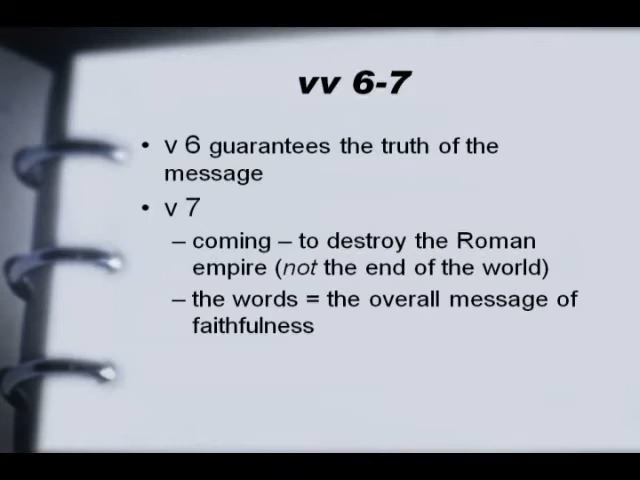 vv 6-7
• v 6 guarantees the truth of the
message
• v 7
– coming – to destroy the Roman
empire (not the end of the world)
– the words = the overall message of
faithfulness